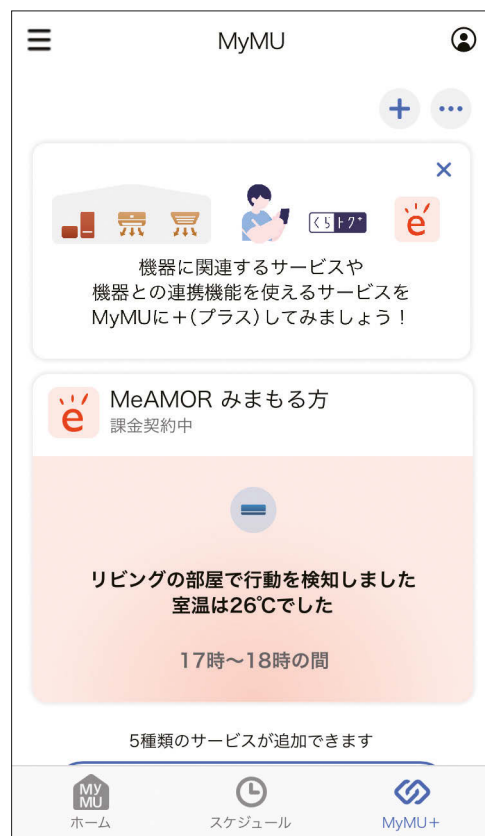 MyMU
くらトク+
é
機器に関連するサービスや
機器との連携機能を使えるサービスを
MyMUに+(プラス)してみましょう！
é
MeAMOR みまもる方
課金契約中
リビングの部屋で行動を検知しました
室温は26℃でした
17時〜18時の間
5種類のサービスが追加できます
MY
MU
ホーム
スケジュール
MyMU+